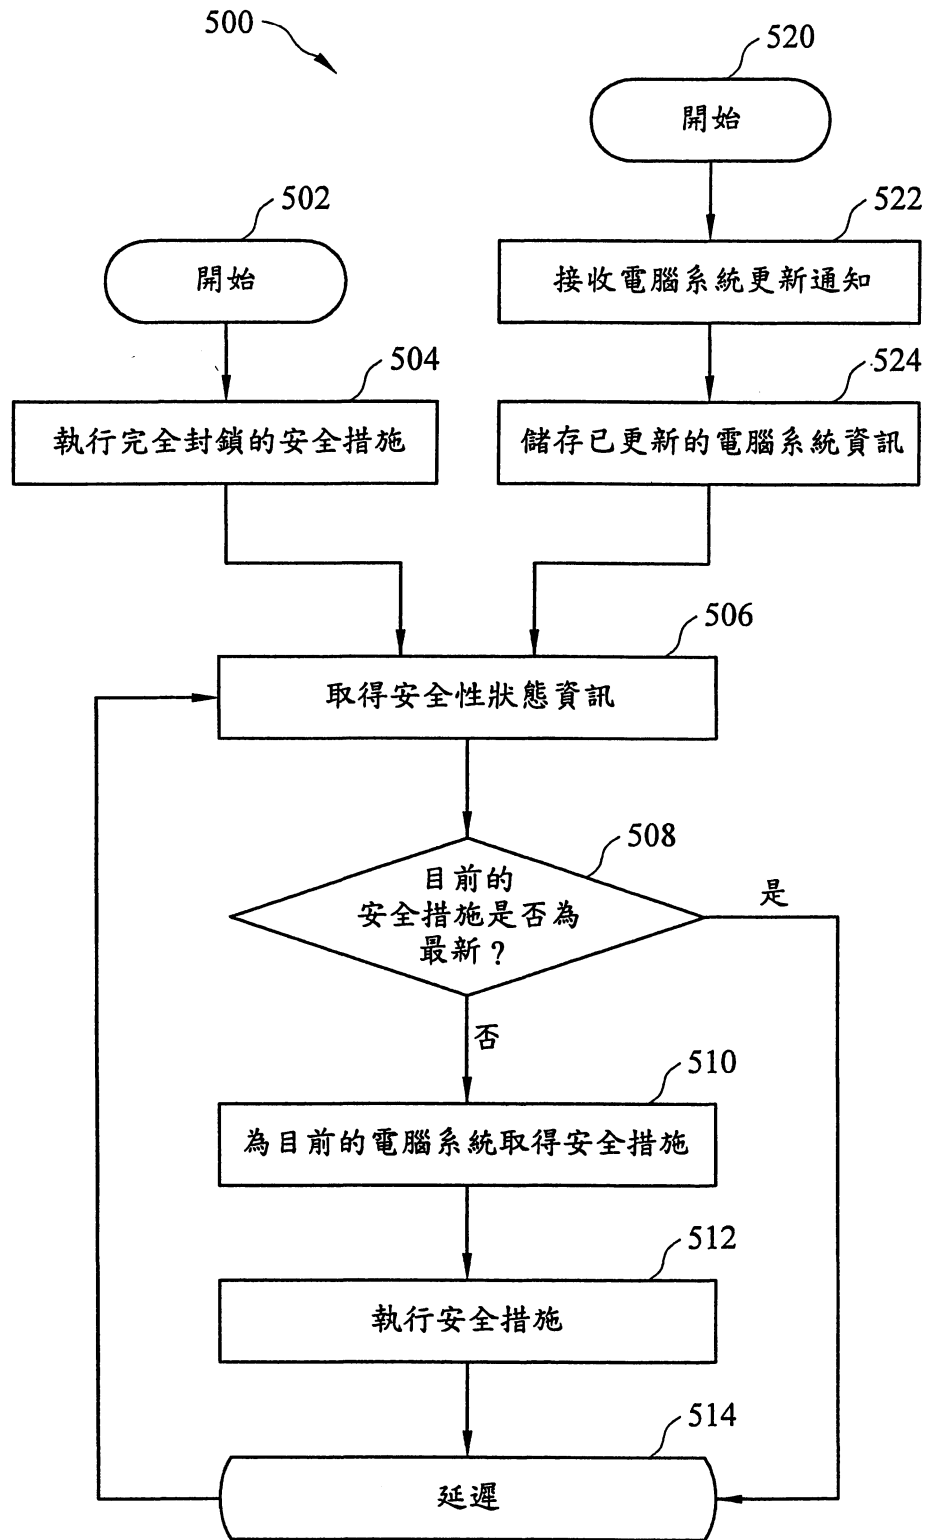 500
520
開始
502
開始
522
接收電腦系統更新通知
504
執行完全封鎖的安全措施
524
儲存已更新的電腦系統資訊
506
取得安全性狀態資訊
508
目前的
安全措施是否為
最新？
是
否
510
為目前的電腦系統取得安全措施
512
執行安全措施
514
延遲